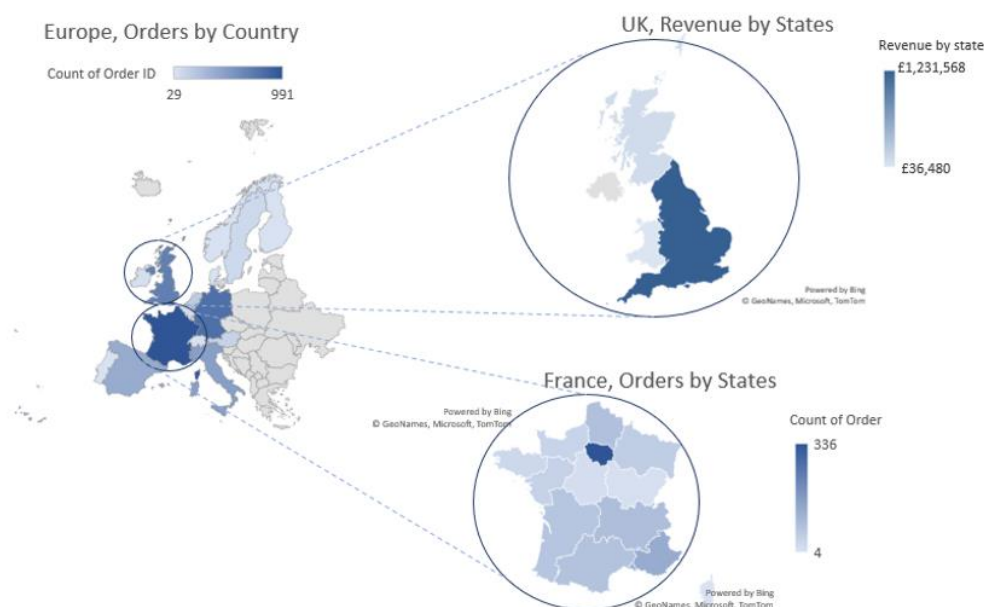 Europe, Orders by Country
Count of Order ID
29
991
UK, Revenue by States
Revenue by state
£1,231,568
£36,480
Powered by Bing
© GeoNames, Microsoft, TomTom
Powered by Bing
© GeoNames, Microsoft, TomTom
France, Orders by States
Count of Order
336
4
Powered by Bing
© GeoNames, Microsoft, TomTom